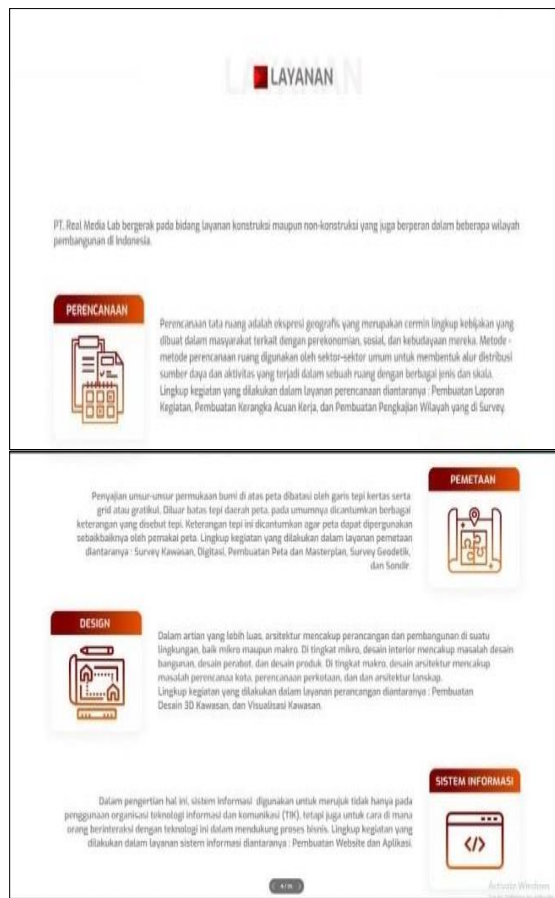 LAYANAN
LAYANAN
PT. Real Media Lab bergerak pada bidang layanan konstruksi maupun non-konstruksi yang juga berperan dalam beberapa wilayah
pembangunan di Indonesia.
PERENCANAAN
Perencanaan tata ruang adalah ekspresi geografis yang merupakan cermin lingkup kebijakan yang
dibuat dalam masyarakat terkait dengan perekonomian, sosial, dan kebudayaan mereka. Metode -
metode perencanaan ruang digunakan oleh sektor-sektor umum untuk membentuk alur distribusi
sumber daya dan aktivitas yang terjadi dalam sebuah ruang dengan berbagai jenis dan skala.
Lingkup kegiatan yang dilakukan dalam layanan perencanaan diantaranya : Pembuatan Laporan
Kegiatan, Pembuatan Kerangka Acuan Kerja, dan Pembuatan Pengkajian Wilayah yang di Survey.
PEMETAAN
Penyajian unsur-unsur permukaan bumi di atas peta dibatasi oleh garis tepi kertas serta
grid atau gratikul. Diluar batas tepi daerah peta, pada umumnya dicantumkan berbagai
keterangan yang disebut tepi. Keterangan tepi ini dicantumkan agar peta dapat dipergunakan
sebaikbaiknya oleh pemakai peta. Lingkup kegiatan yang dilakukan dalam layanan pemetaan
diantaranya : Survey Kawasan, Digitasi, Pembuatan Peta dan Masterplan, Survey Geodetik,
dan Sondir.
DESIGN
Dalam artian yang lebih luas, arsitektur mencakup perancangan dan pembangunan di suatu
lingkungan, baik mikro maupun makro. Di tingkat mikro, desain interior mencakup masalah desain
bangunan, desain perabot, dan desain produk. Di tingkat makro, desain arsitektur mencakup
masalah perencanaa kota, perencanaan perkotaan, dan dan arsitektur lanskap.
Lingkup kegiatan yang dilakukan dalam layanan perancangan diantaranya : Pembuatan
Desain 3D Kawasan, dan Visualisasi Kawasan.
SISTEM INFORMASI
Dalam pengertian hal ini, sistem informasi digunakan untuk merujuk tidak hanya pada
penggunaan organisasi teknologi informasi dan komunikasi (TIK), tetapi juga untuk cara di mana
orang berinteraksi dengan teknologi ini dalam mendukung proses bisnis. Lingkup kegiatan yang
dilakukan dalam layanan sistem informasi diantaranya : Pembuatan Website dan Aplikasi.